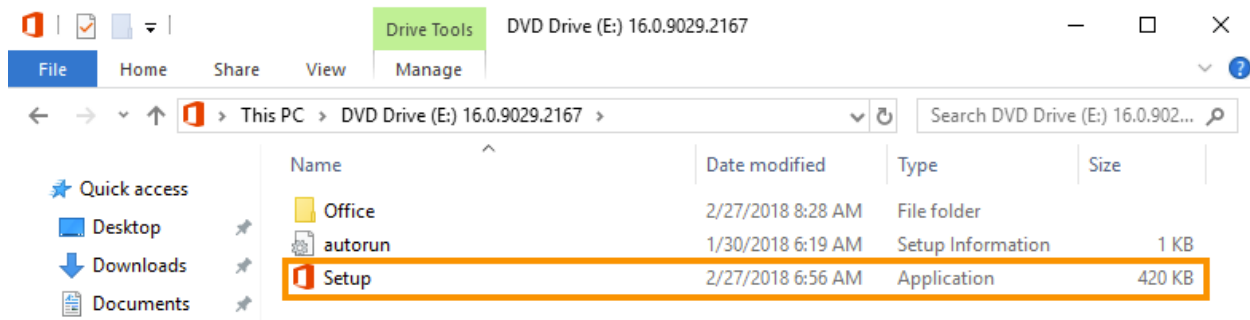 Drive Tools DVD Drive (E:) 16.0.9029.2167
File Home Share View Manage
This PC > DVD Drive (E:) 16.0.9029.2167 > Search DVD Drive (E:) 16.0.902...
Name Date modified Type Size
Quick access
Office 2/27/2018 8:28 AM File folder
Desktop
autorun 1/30/2018 6:19 AM Setup Information 1 KB
Downloads
Setup 2/27/2018 6:56 AM Application 420 KB
Documents